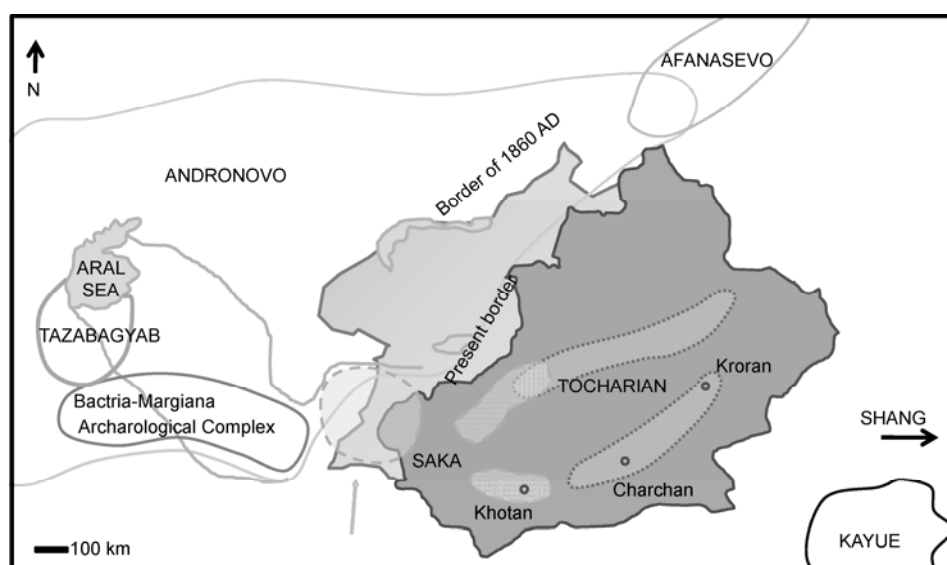 AFANASEVO
N
Border of 1860 AD
ANDRONOVO
ARAL
SEA
Present border
TAZABAGYAB
Kroran
TOCHARIAN
Bactria-Margiana
Archarological Complex
SHANG
SAKA
Charchan
Khotan
KAYUE
100 km